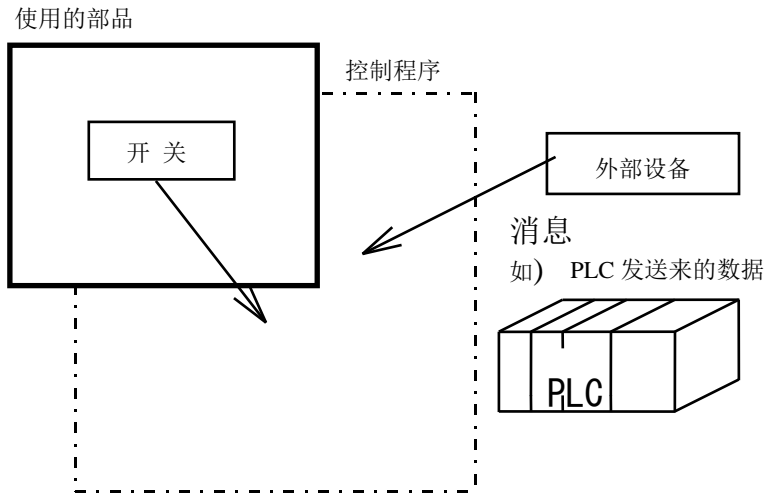 使用的部品
控制程序
开 关
外部设备
消息
如) PLC 发送来的数据
PLC